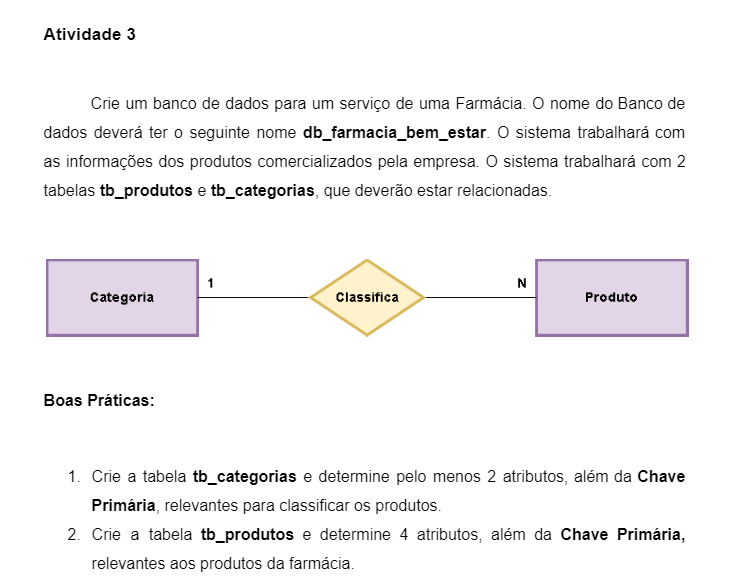 Atividade 3
Crie um banco de dados para um serviço de uma Farmácia. O nome do Banco de
dados deverá ter o seguinte nome db_farmacia_bem_estar. O sistema trabalhará com
as informações dos produtos comercializados pela empresa. O sistema trabalhará com 2
tabelas tb_produtos e tb_categorias, que deverão estar relacionadas.
Categoria
1
Classifica
N
Produto
Boas Práticas:
1. Crie a tabela tb_categorias e determine pelo menos 2 atributos, além da Chave
Primária, relevantes para classificar os produtos.
2. Crie a tabela tb_produtos e determine 4 atributos, além da Chave Primária,
relevantes aos produtos da farmácia.